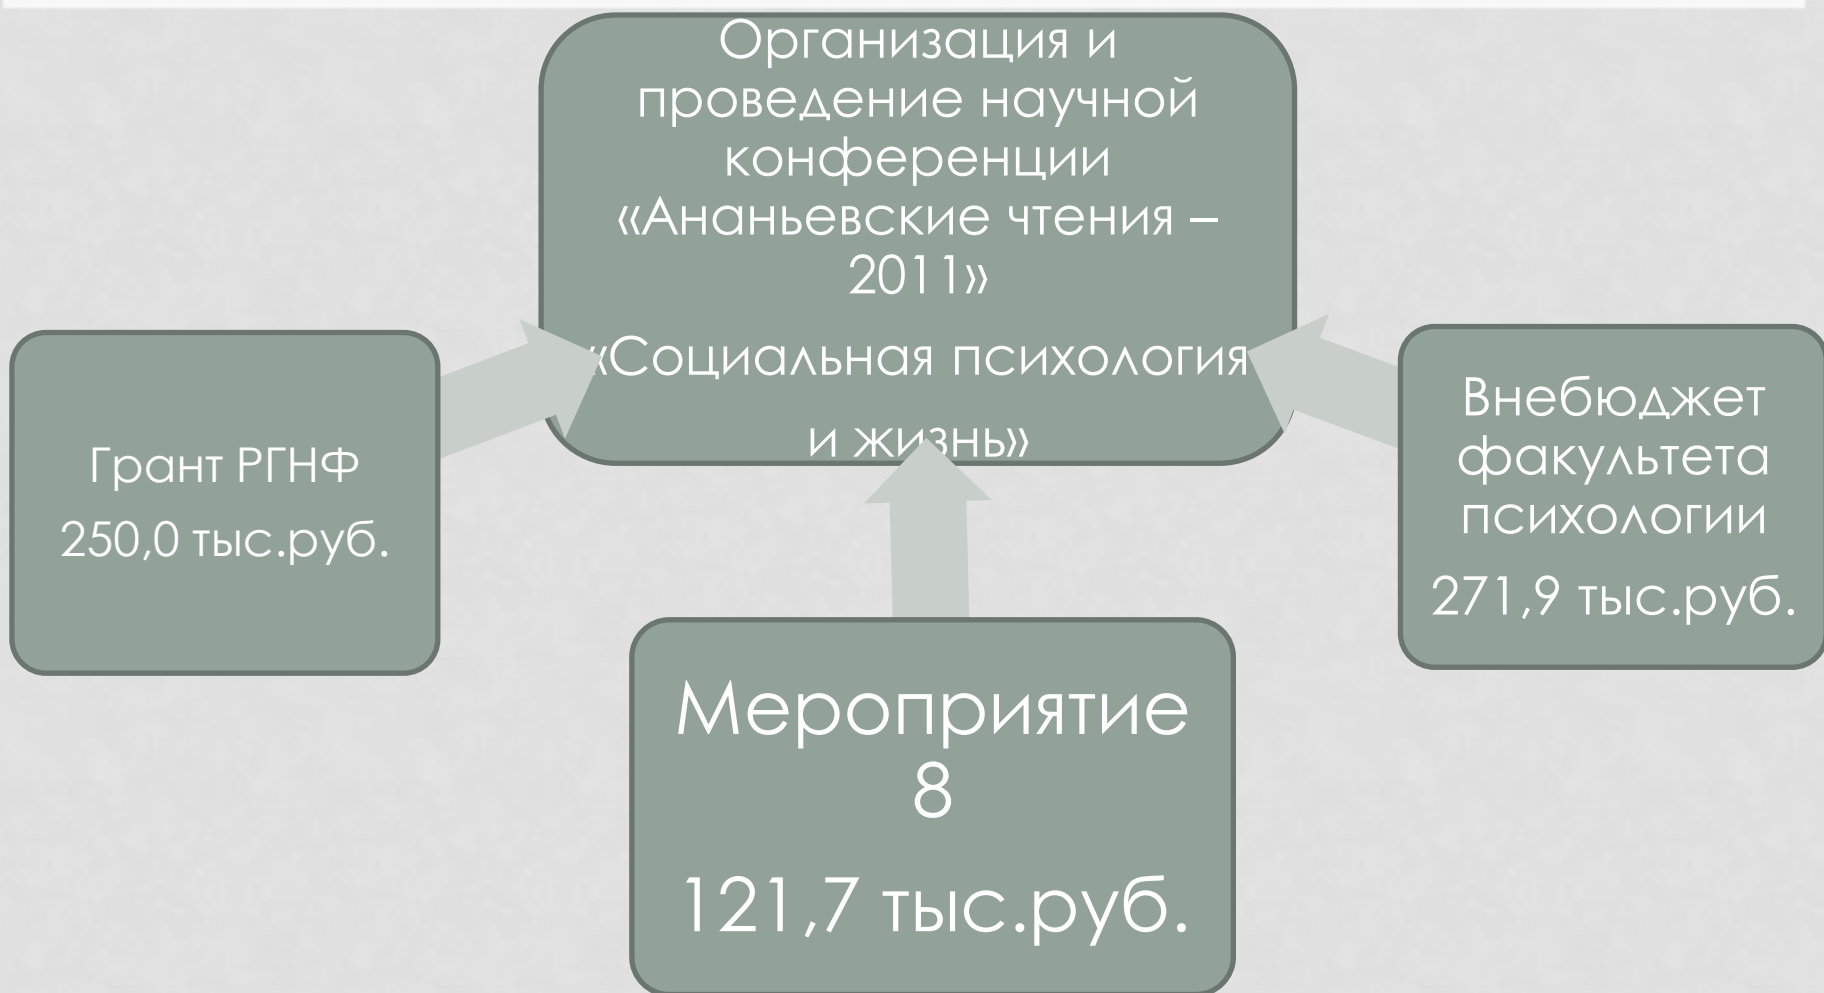 Организация и
проведение научной
конференции
«Ананьевские чтения –
2011»
«Социальная психология
и жизнь»
Грант РГНФ
250,0 тыс.руб.
Внебюджет
факультета
психологии
271,9 тыс.руб.
Мероприятие
8
121,7 тыс.руб.